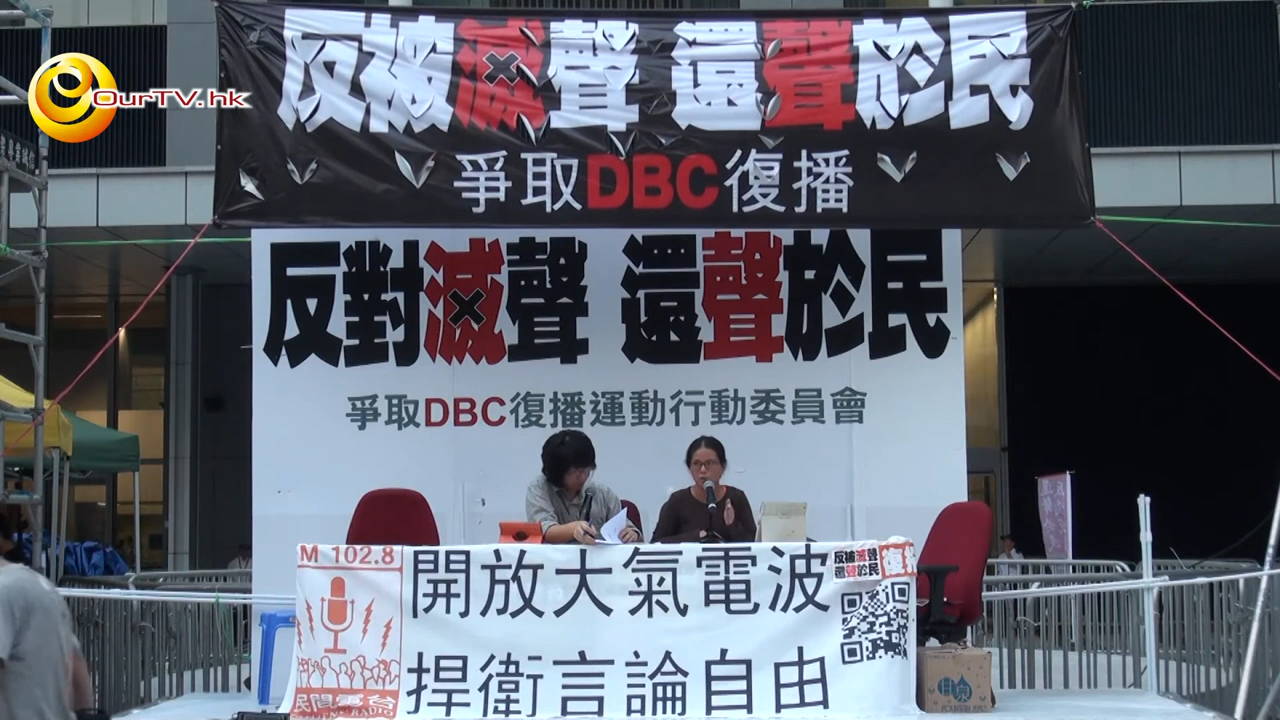 反被滅聲 還聲於民
爭取DBC復播
OurTV.hk
反對滅聲 還聲於民
爭取DBC復播運動行動委員會
M 102.8
開放大氣電波
捍衛言論自由
反被滅聲
還聲於民
復播
民間電台
OurTV.hk